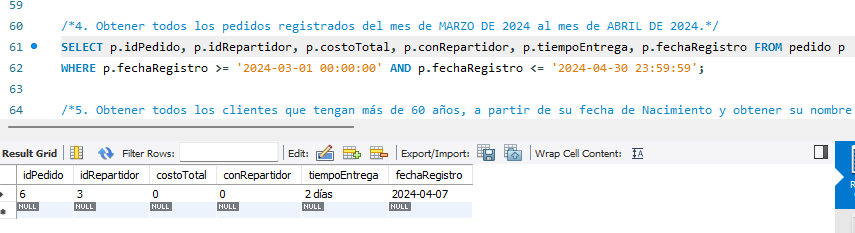 59
60 /*4. Obtener todos los pedidos registrados del mes de MARZO DE 2024 al mes de ABRIL DE 2024.*/
61 SELECT p.idPedido, p.idRepartidor, p.costoTotal, p.conRepartidor, p.tiempoEntrega, p.fechaRegistro FROM pedido p
62 WHERE p.fechaRegistro >= '2024-03-01 00:00:00' AND p.fechaRegistro <= '2024-04-30 23:59:59';
63
64 /*5. Obtener todos los clientes que tengan más de 60 años, a partir de su fecha de Nacimiento y obtener su nombre
Result Grid Filter Rows: Edit: Export/Import: Wrap Cell Content:
idPedido idRepartidor costoTotal conRepartidor tiempoEntrega fechaRegistro
6 3 0 0 2 días 2024-04-07
NULL NULL NULL NULL NULL NULL